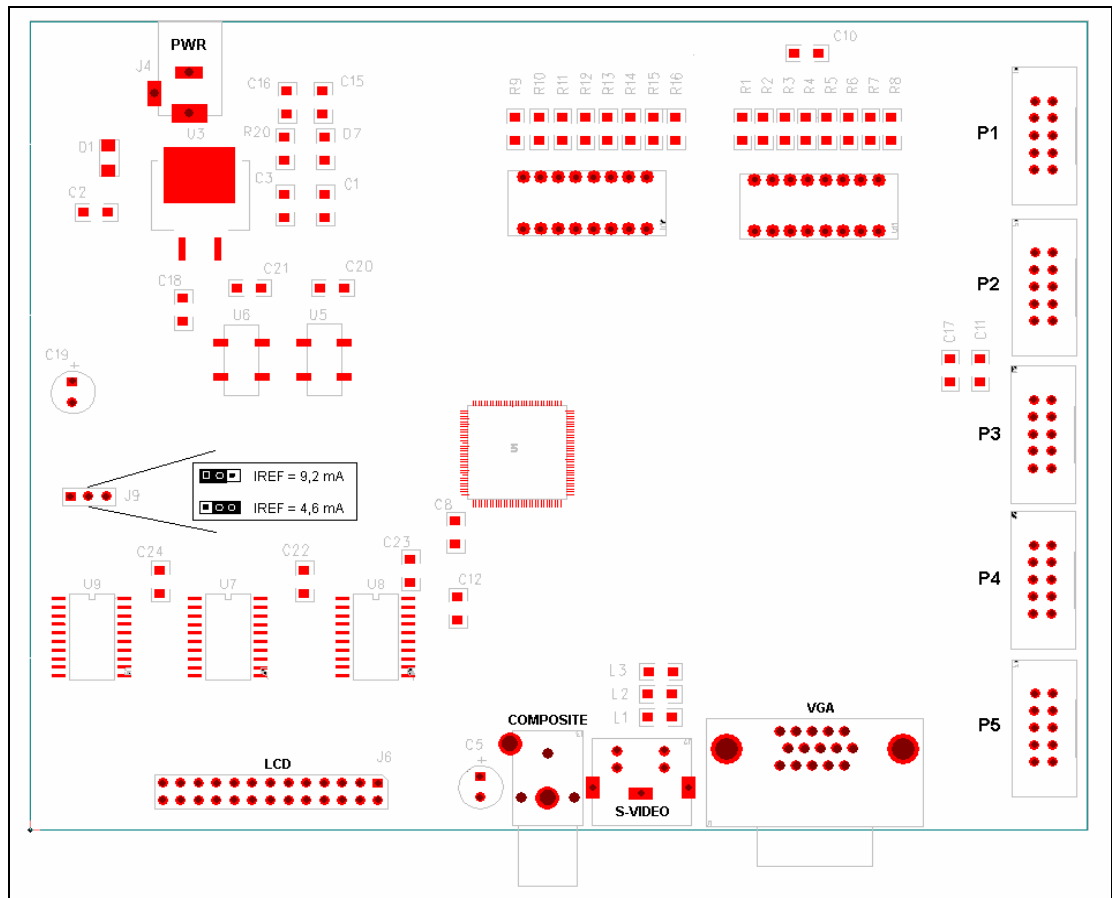 PWR
J4
U3
C16
C15
R20
D7
D1
C3
C1
C2
R9 R10 R11 R12 R13 R14 R15 R16
C10
R1 R2 R3 R4 R5 R6 R7 R8
P1
P2
C21
C20
C18
U6
U5
C19
+
C17 C11
P3
J9
IREF = 9,2 mA
IREF = 4,6 mA
C8
C24
C22
C23
C12
U9
U7
U8
P4
L3
L2
L1
P5
COMPOSITE
VGA
LCD
J6
C5
+
S-VIDEO